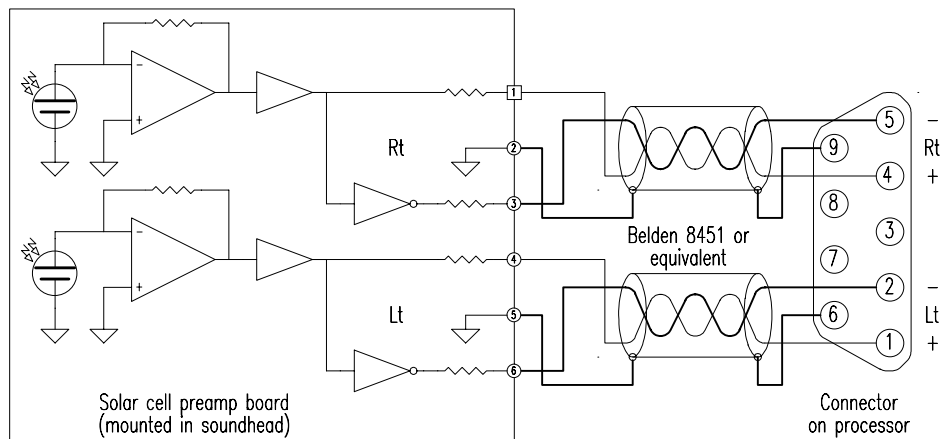 −
+
1
Rt
2
3
5
−
9
Rt
4
+
8
3
Belden 8451 or
equivalent
7
−
+
4
Lt
5
6
2
−
6
Lt
1
+
Solar cell preamp board
(mounted in soundhead)
Connector
on processor